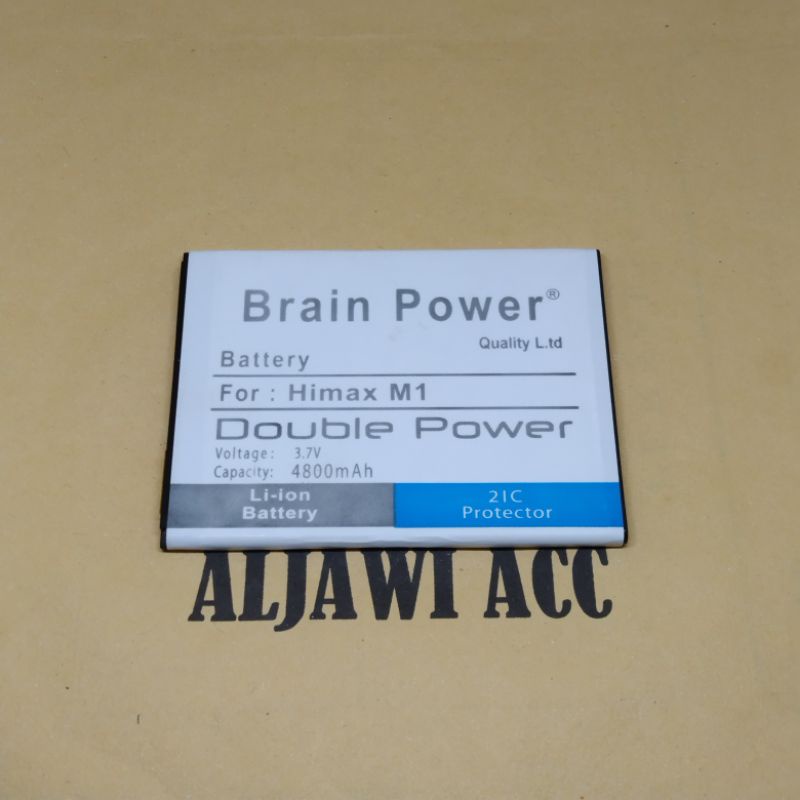 Brain Power®
Quality L.td
Battery
For : Himax M1
Double Power
Voltage: 3.7V
Capacity: 4800mAh
Li-ion
Battery
2IC
Protector
ALJAWI ACC